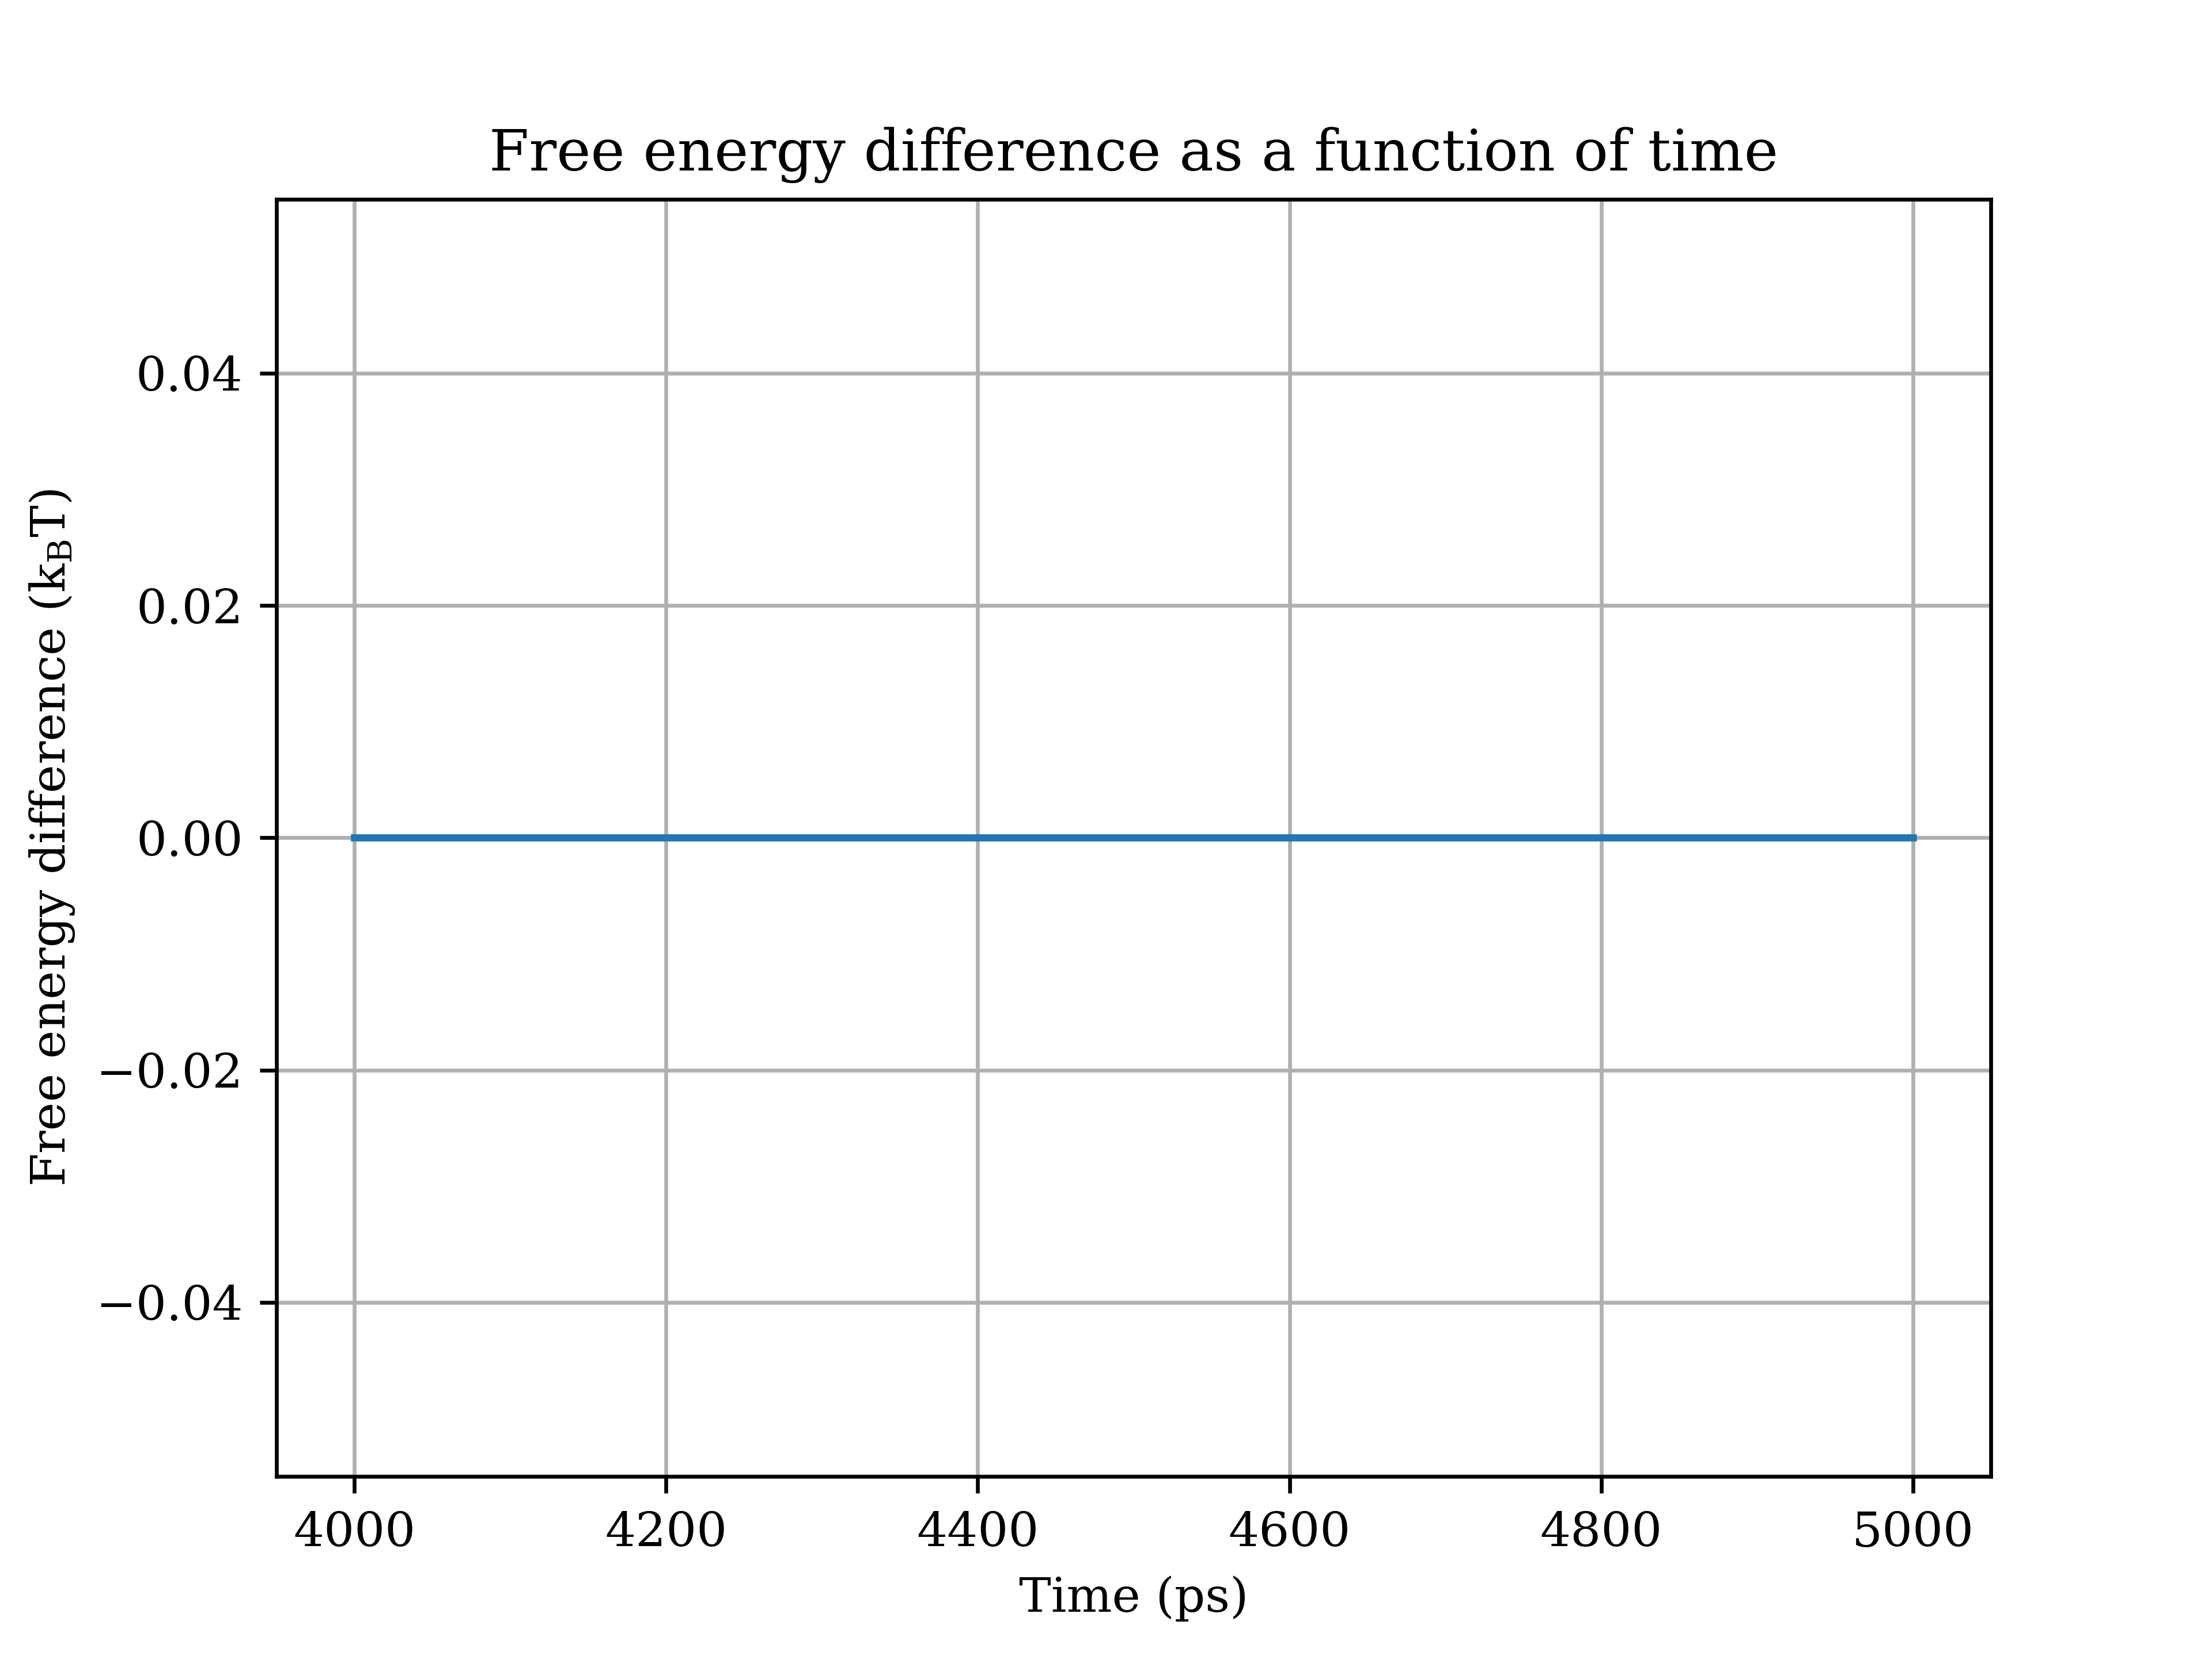 Free energy difference as a function of time
Free energy difference (k_BT)
0.04
0.02
0.00
−0.02
−0.04
4000 4200 4400 4600 4800 5000
Time (ps)